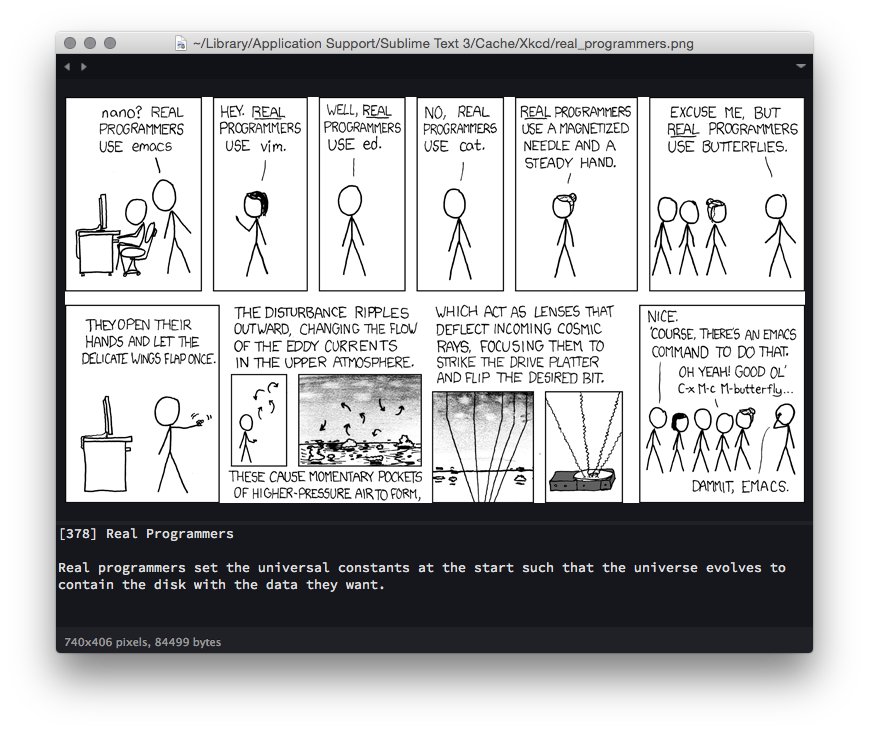 ~/Library/Application Support/Sublime Text 3/Cache/Xkcd/real_programmers.png
nano? REAL
PROGRAMMERS
USE emacs
HEY. REAL
PROGRAMMERS
USE vim.
WELL, REAL
PROGRAMMERS
USE ed.
NO, REAL
PROGRAMMERS
USE cat.
REAL PROGRAMMERS
USE A MAGNETIZED
NEEDLE AND A
STEADY HAND.
EXCUSE ME, BUT
REAL PROGRAMMERS
USE BUTTERFLIES.
THEY OPEN THEIR
HANDS AND LET THE
DELICATE WINGS FLAP ONCE.
THE DISTURBANCE RIPPLES
OUTWARD, CHANGING THE FLOW
OF THE EDDY CURRENTS
IN THE UPPER ATMOSPHERE.
THESE CAUSE MOMENTARY POCKETS
OF HIGHER-PRESSURE AIR TO FORM,
WHICH ACT AS LENSES THAT
DEFLECT INCOMING COSMIC
RAYS, FOCUSING THEM TO
STRIKE THE DRIVE PLATTER
AND FLIP THE DESIRED BIT.
NICE.
'COURSE, THERE'S AN EMACS
COMMAND TO DO THAT.
OH YEAH! GOOD OL'
C-x M-c M-butterfly...
DAMMIT, EMACS.
[378] Real Programmers
Real programmers set the universal constants at the start such that the universe evolves to
contain the disk with the data they want.
740x406 pixels, 84499 bytes